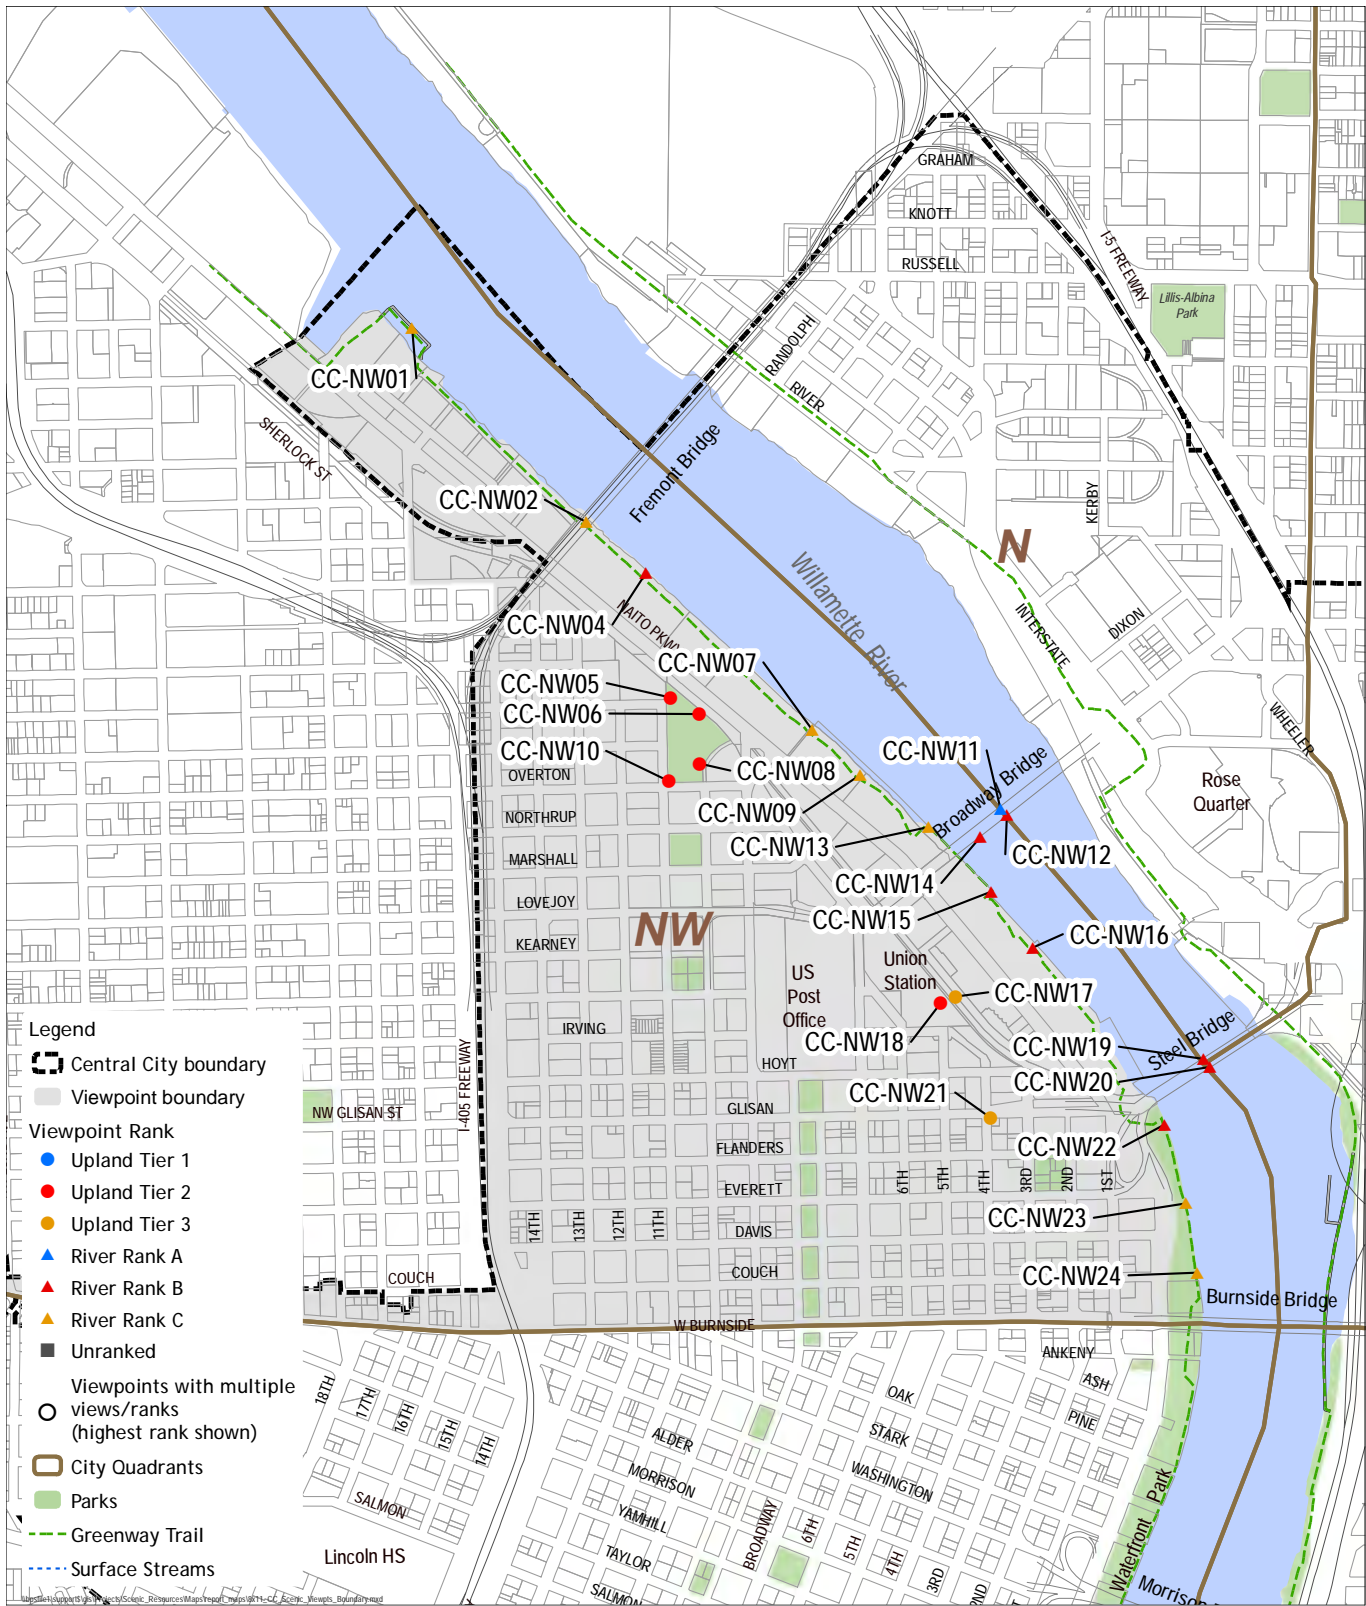 GRAHAM
KNOTT
RUSSELL
I-5 FREEWAY
Lillis-Albina
Park
RANDOLPH
RIVER
CC-NW01
SHERLOCK ST
Fremont Bridge
CC-NW02
KERBY
N
Willamette River
NAITO PKWY
CC-NW04
INTERSTATE
DIXON
CC-NW07
CC-NW05
CC-NW06
CC-NW10
OVERTON
CC-NW08
CC-NW11
Broadway Bridge
WHEELER
Rose
Quarter
CC-NW09
NORTHRUP
CC-NW13
CC-NW12
MARSHALL
CC-NW14
LOVEJOY
CC-NW15
NW
KEARNEY
CC-NW16
Union
Station
US
Post
Office
CC-NW17
IRVING
CC-NW18
HOYT
CC-NW19
Steel Bridge
CC-NW20
I-405 FREEWAY
CC-NW21
GLISAN
NW GLISAN ST
FLANDERS
CC-NW22
EVERETT
6TH
5TH
4TH
3RD
2ND
1ST
14TH
13TH
12TH
11TH
DAVIS
CC-NW23
COUCH
COUCH
CC-NW24
Burnside Bridge
W BURNSIDE
ANKENY
ASH
PINE
OAK
STARK
WASHINGTON
ALDER
MORRISON
YAMHILL
TAYLOR
SALMON
18TH
17TH
16TH
15TH
14TH
SALMON
Lincoln HS
BROADWAY
6TH
5TH
4TH
3RD
Waterfront Park
Legend
Central City boundary
Viewpoint boundary
Viewpoint Rank
Upland Tier 1
Upland Tier 2
Upland Tier 3
River Rank A
River Rank B
River Rank C
Unranked
Viewpoints with multiple
views/ranks
(highest rank shown)
City Quadrants
Parks
Greenway Trail
Surface Streams